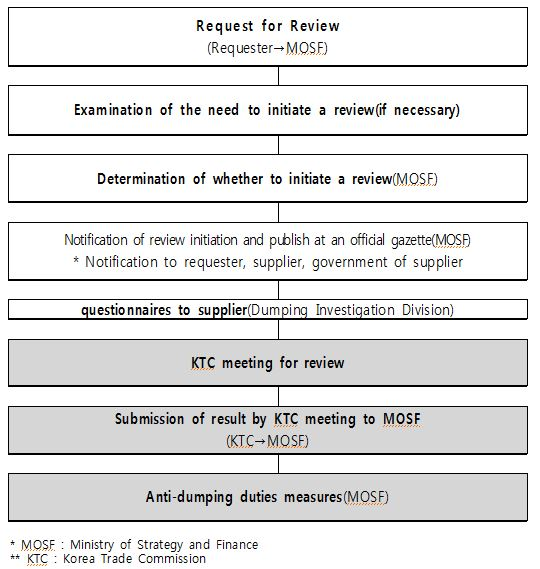 Request for Review
(Requester→MOSF)
Examination of the need to initiate a review(if necessary)
Determination of whether to initiate a review(MOSF)
Notification of review initiation and publish at an official gazette(MOSF)
* Notification to requester, supplier, government of supplier
questionnaires to supplier(Dumping Investigation Division)
KTC meeting for review
Submission of result by KTC meeting to MOSF
(KTC→MOSF)
Anti-dumping duties measures(MOSF)
* MOSF : Ministry of Strategy and Finance
** KTC : Korea Trade Commission